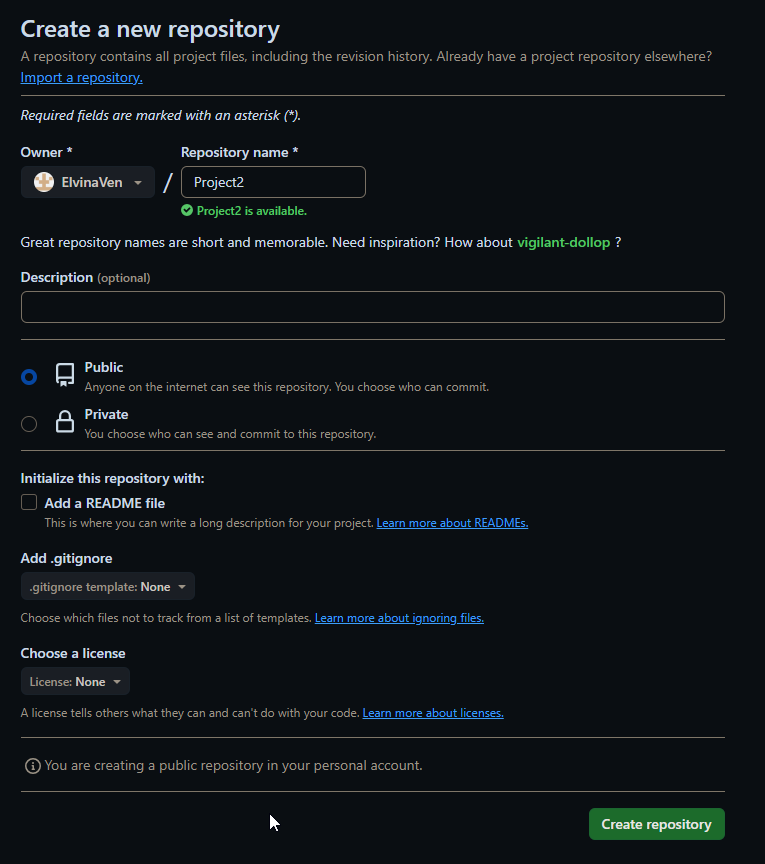 Create a new repository
A repository contains all project files, including the revision history. Already have a project repository elsewhere?
Import a repository.
Required fields are marked with an asterisk (*).
Owner * Repository name *
ElvinaVen / Project2
Project2 is available.
Great repository names are short and memorable. Need inspiration? How about vigilant-dollop ?
Description (optional)
Public
Anyone on the internet can see this repository. You choose who can commit.
Private
You choose who can see and commit to this repository.
Initialize this repository with:
Add a README file
This is where you can write a long description for your project. Learn more about READMEs.
Add .gitignore
.gitignore template: None
Choose which files not to track from a list of templates. Learn more about ignoring files.
Choose a license
License: None
A license tells others what they can and can't do with your code. Learn more about licenses.
You are creating a public repository in your personal account.
Create repository